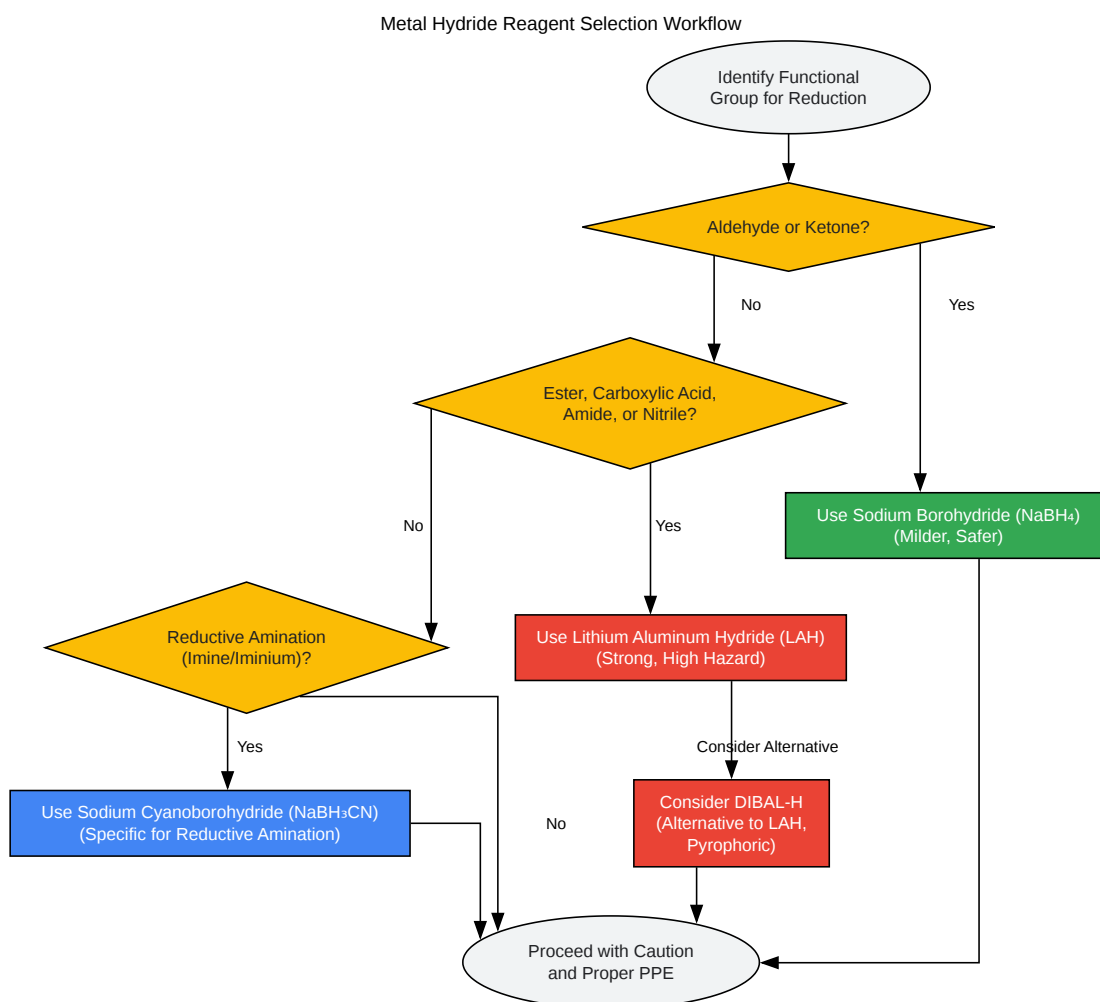 Metal Hydride Reagent Selection Workflow
Identify Functional
Group for Reduction
Aldehyde or Ketone?
No
Yes
Ester, Carboxylic Acid,
Amide, or Nitrile?
Use Sodium Borohydride (NaBH₄)
(Milder, Safer)
No
Yes
Reductive Amination
(Imine/Iminium)?
Use Lithium Aluminum Hydride (LAH)
(Strong, High Hazard)
Yes
Consider Alternative
Use Sodium Cyanoborohydride (NaBH₃CN)
(Specific for Reductive Amination)
No
Consider DIBAL-H
(Alternative to LAH,
Pyrophoric)
Proceed with Caution
and Proper PPE